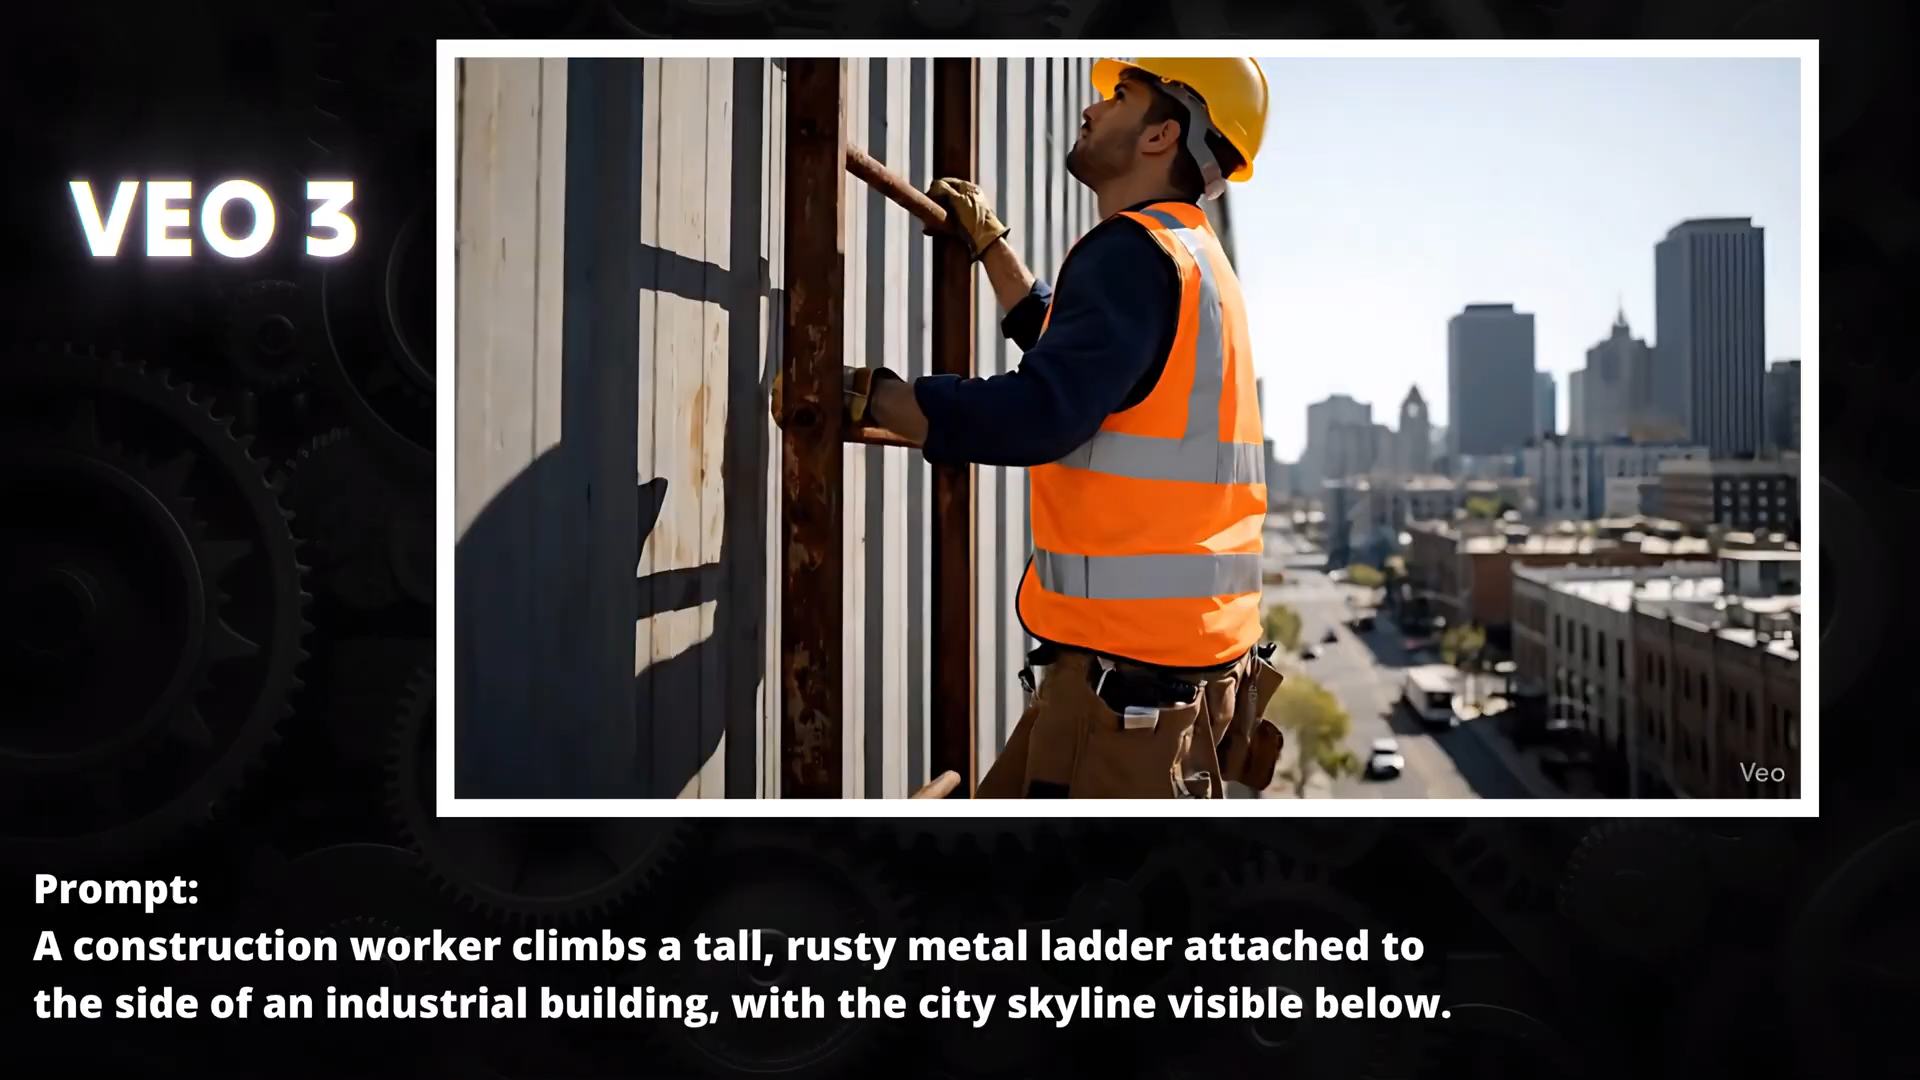 VEO 3
Veo
Prompt:
A construction worker climbs a tall, rusty metal ladder attached to
the side of an industrial building, with the city skyline visible below.